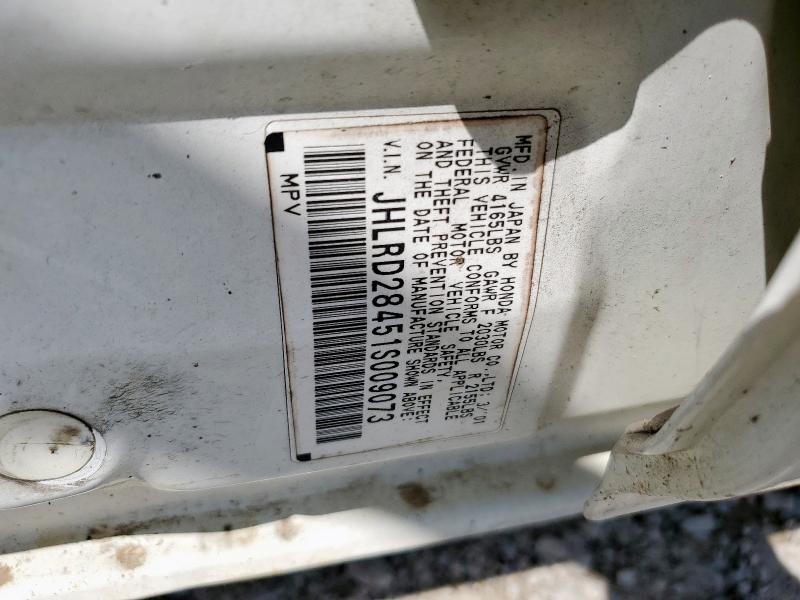 MFD. IN JAPAN BY HONDA MOTOR CO., LTD: 3/'01
GVWR 4165LBS GAWR F 2030LBS R 2155LBS
THIS VEHICLE CONFORMS TO ALL APPLICABLE
FEDERAL MOTOR VEHICLE SAFETY,
AND THEFT PREVENTION STANDARDS IN EFFECT
ON THE DATE OF MANUFACTURE SHOWN ABOVE.
V.I.N. JHLRD28451S009073
MPV